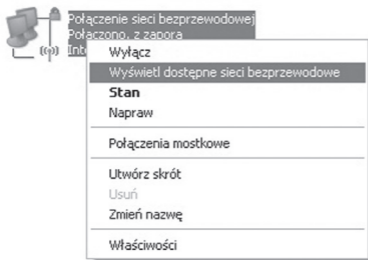 Połączenie sieci bezprzewodowej
Połączono, z zaporą
Wyłącz
Wyświetl dostępne sieci bezprzewodowe
Stan
Napraw
Połączenia mostkowe
Utwórz skrót
Usuń
Zmień nazwę
Właściwości